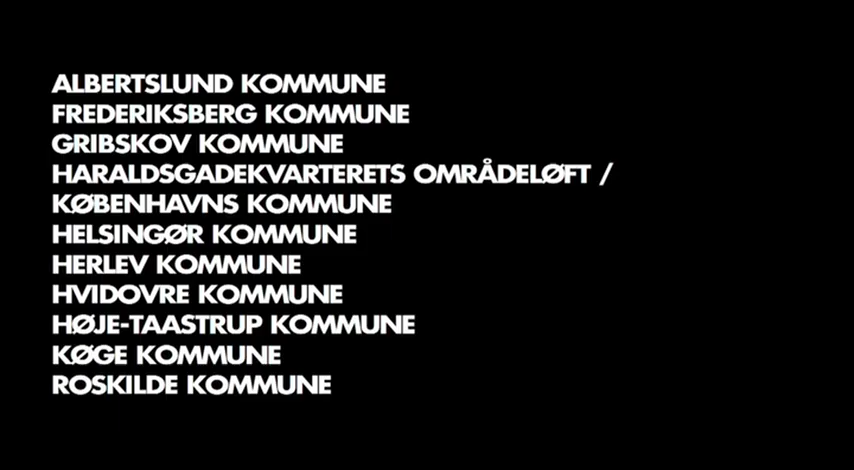 ALBERTSLUND KOMMUNE
FREDERIKSBERG KOMMUNE
GRIBSKOV KOMMUNE
HARALDSGADEKVARTERETS OMRÅDELØFT /
KØBENHAVNS KOMMUNE
HELSINGØR KOMMUNE
HERLEV KOMMUNE
HVIDOVRE KOMMUNE
HØJE-TAASTRUP KOMMUNE
KØGE KOMMUNE
ROSKILDE KOMMUNE